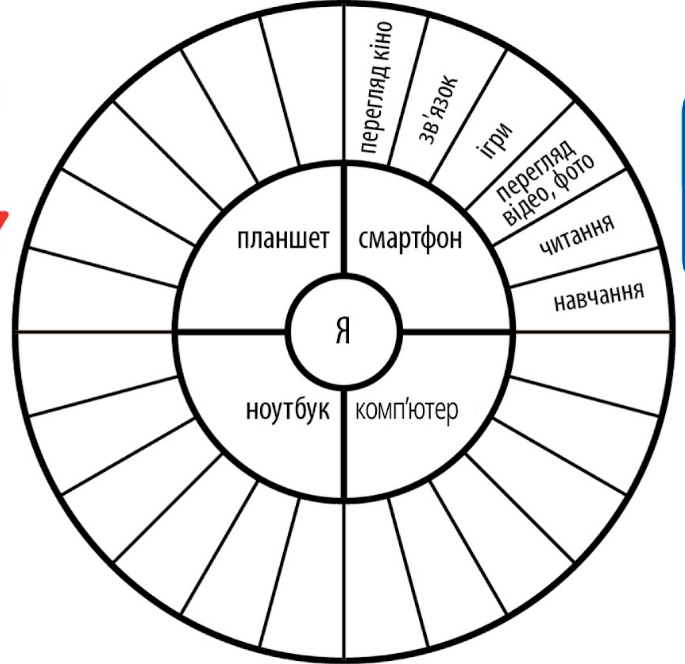 перегляд кіно
зв'язок
ігри
перегляд
відео, фото
читання
навчання
планшет
смартфон
Я
ноутбук
комп'ютер